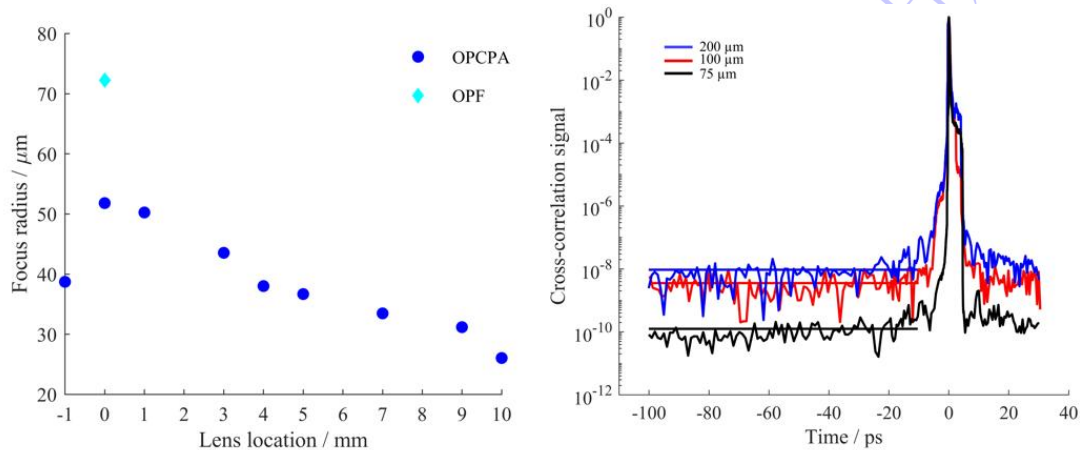 80
70
60
50
40
30
20
-1 0 1 2 3 4 5 6 7 8 9 10
Focus radius / μm
Lens location / mm
OPCPA
OPF
10⁰
10⁻²
10⁻⁴
10⁻⁶
10⁻⁸
10⁻¹⁰
10⁻¹²
-100 -80 -60 -40 -20 0 20 40
Cross-correlation signal
Time / ps
200 μm
100 μm
75 μm